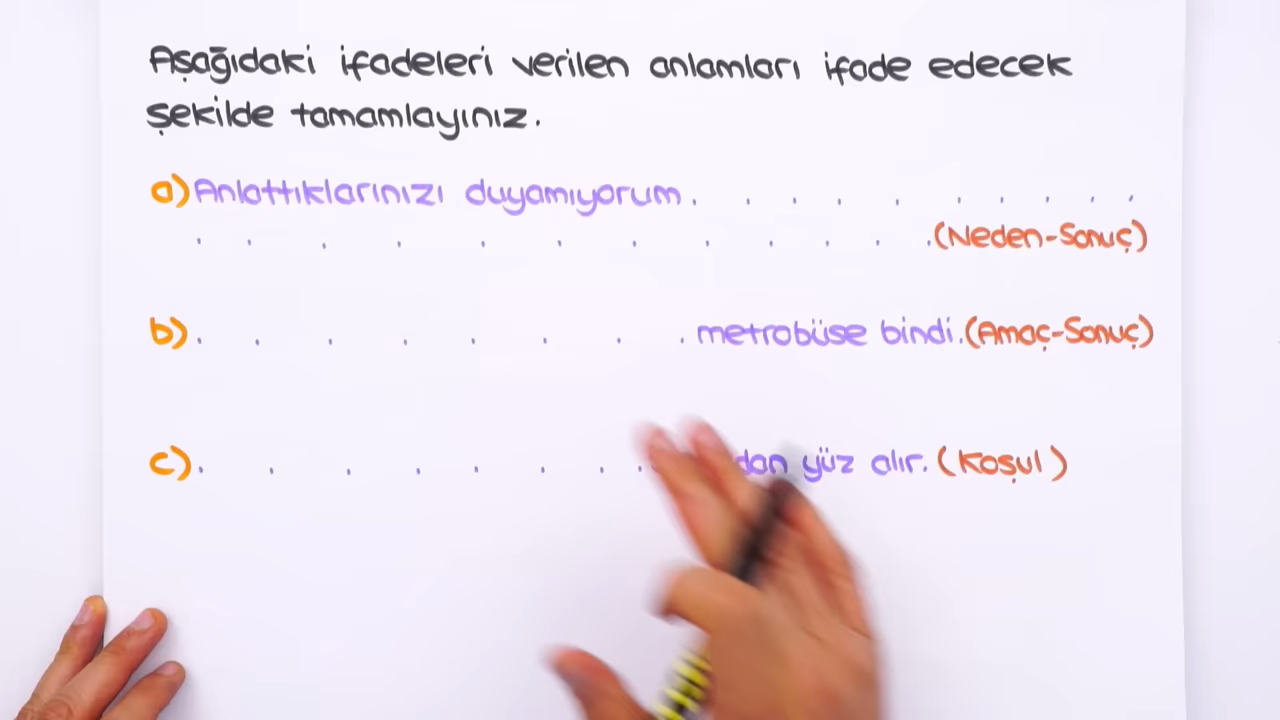 Aşağıdaki ifadeleri verilen anlamları ifade edecek
şekilde tamamlayınız.
a) Anlattıklarınızı duyamıyorum. . . . . . . . . .
. . . . . . . . . . . .(Neden-Sonuç)
b). . . . . . . . metrobüse bindi.(Amaç-Sonuç)
c). . . . . . . . yüz alır. (Koşul)